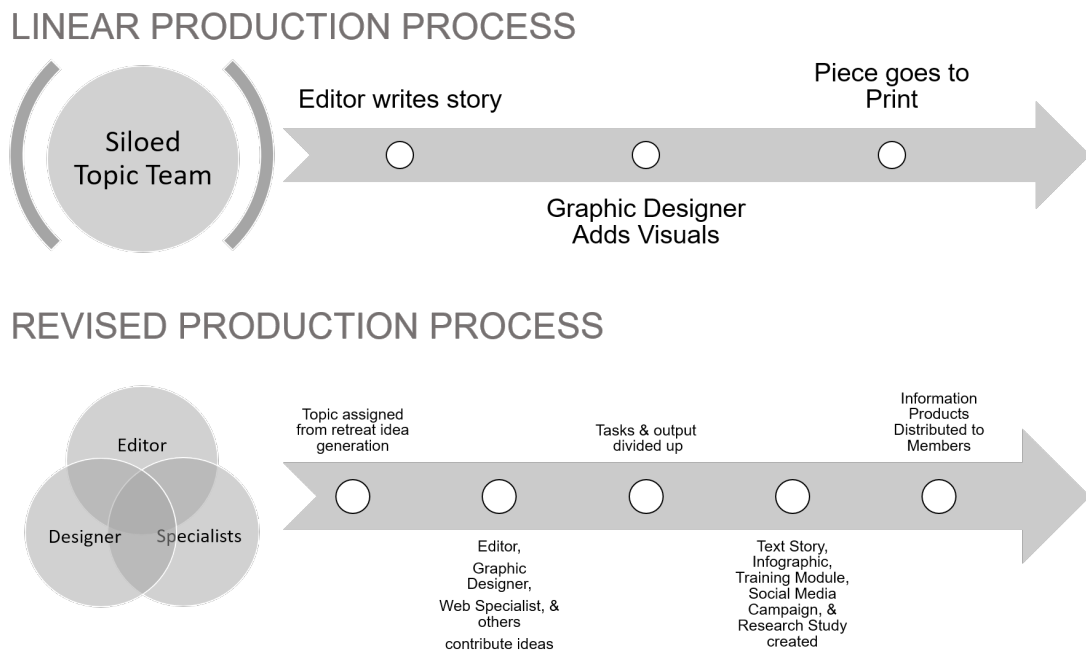 LINEAR PRODUCTION PROCESS
Siloed
Topic Team
Editor writes story
Graphic Designer
Adds Visuals
Piece goes to
Print
REVISED PRODUCTION PROCESS
Editor
Designer
Specialists
Topic assigned
from retreat idea
generation
Editor,
Graphic
Designer,
Web Specialist, &
others
contribute ideas
Tasks & output
divided up
Text Story,
Infographic,
Training Module,
Social Media
Campaign, &
Research Study
created
Information
Products
Distributed to
Members